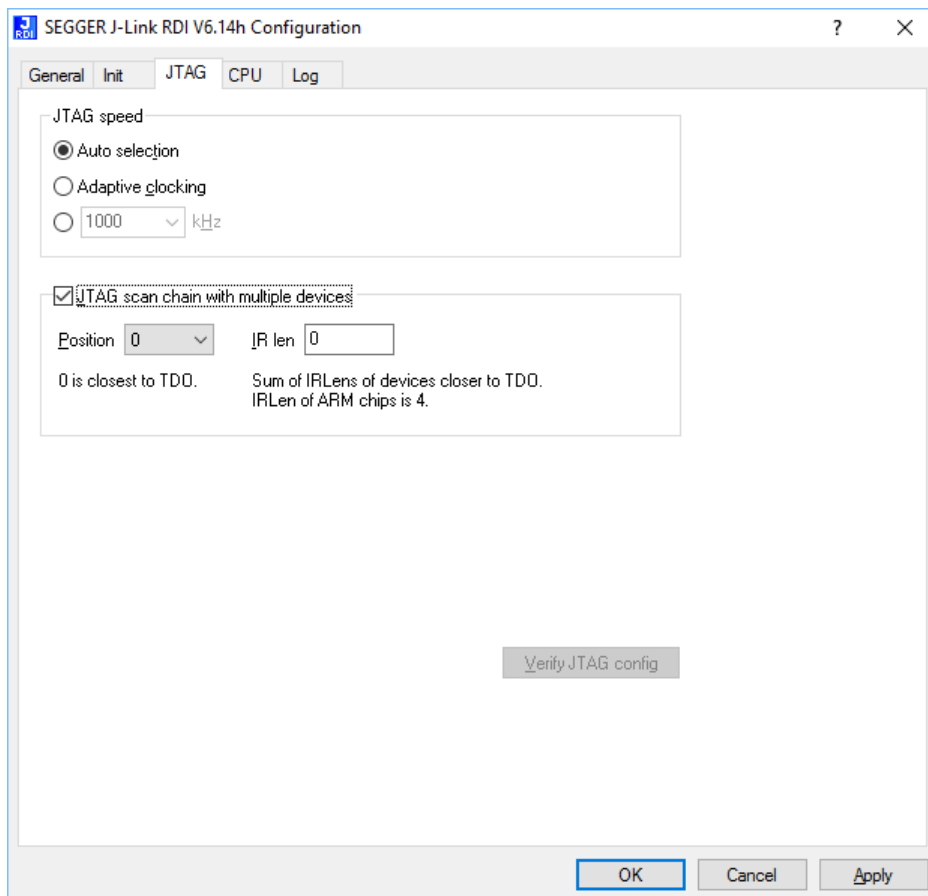 J RDI SEGGER J-Link RDI V6.14h Configuration ?
General Init JTAG CPU Log
JTAG speed
Auto selection
Adaptive clocking
1000 kHz
JTAG scan chain with multiple devices
Position 0 IR len 0
0 is closest to TDO. Sum of IRLens of devices closer to TDO.
IRLen of ARM chips is 4.
Verify JTAG config
OK Cancel Apply